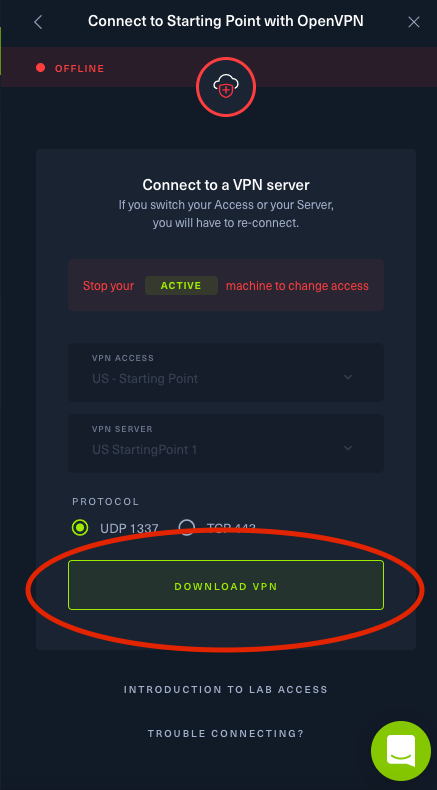 Connect to Starting Point with OpenVPN
OFFLINE
Connect to a VPN server
If you switch your Access or your Server,
you will have to re-connect.
Stop your ACTIVE machine to change access
VPN ACCESS
US - Starting Point
VPN SERVER
US StartingPoint 1
PROTOCOL
UDP 1337 TCP 443
DOWNLOAD VPN
INTRODUCTION TO LAB ACCESS
TROUBLE CONNECTING?